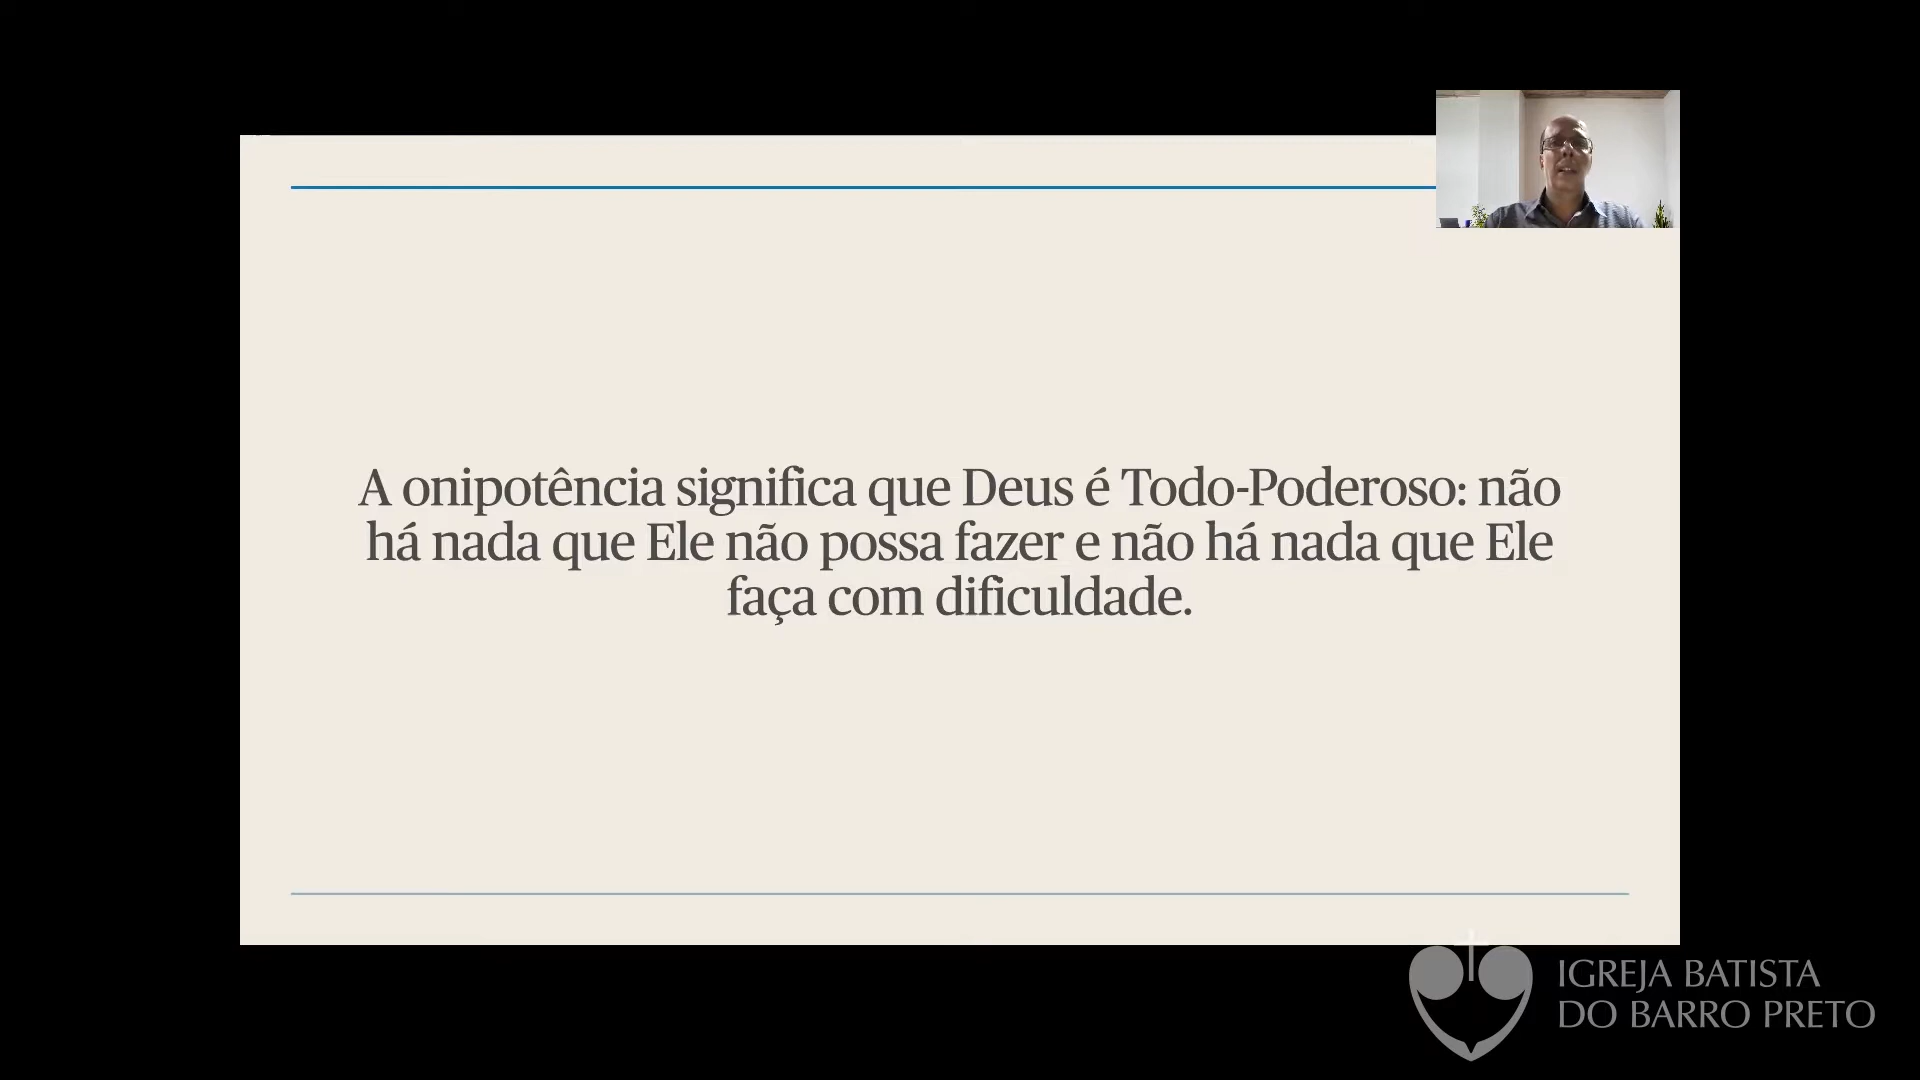 A onipotência significa que Deus é Todo-Poderoso: não
há nada que Ele não possa fazer e não há nada que Ele
faça com dificuldade.
IGREJA BATISTA
DO BARRO PRETO